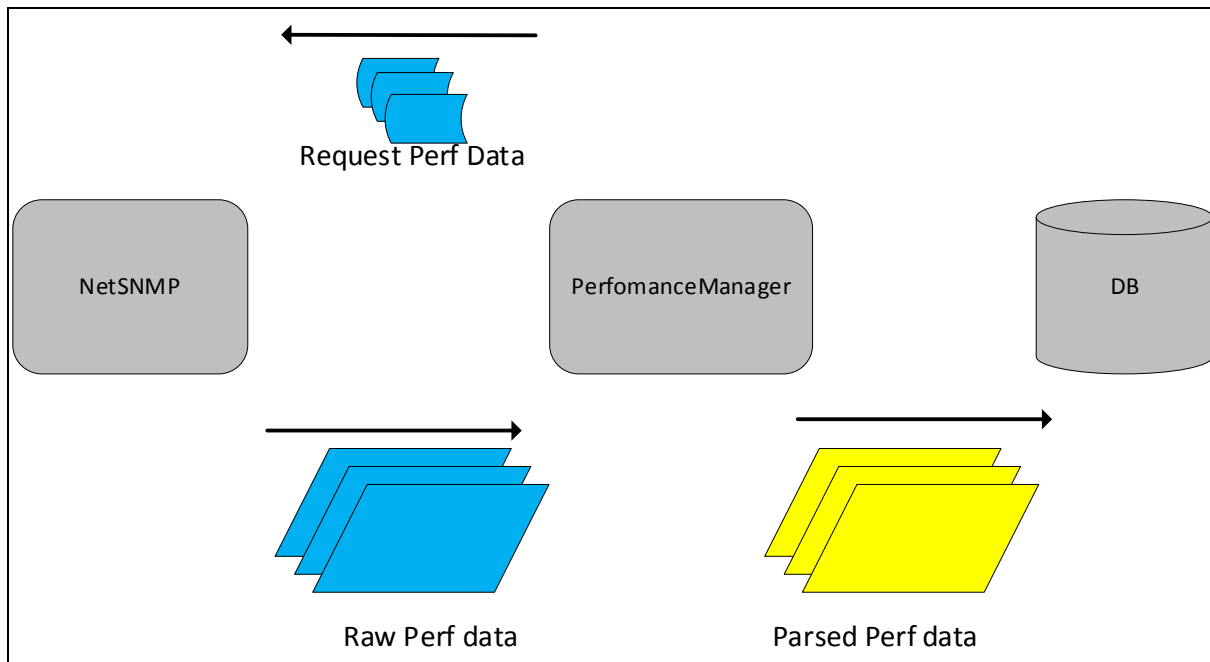 Request Perf Data
NetSNMP
PerfomanceManager
DB
Raw Perf data
Parsed Perf data